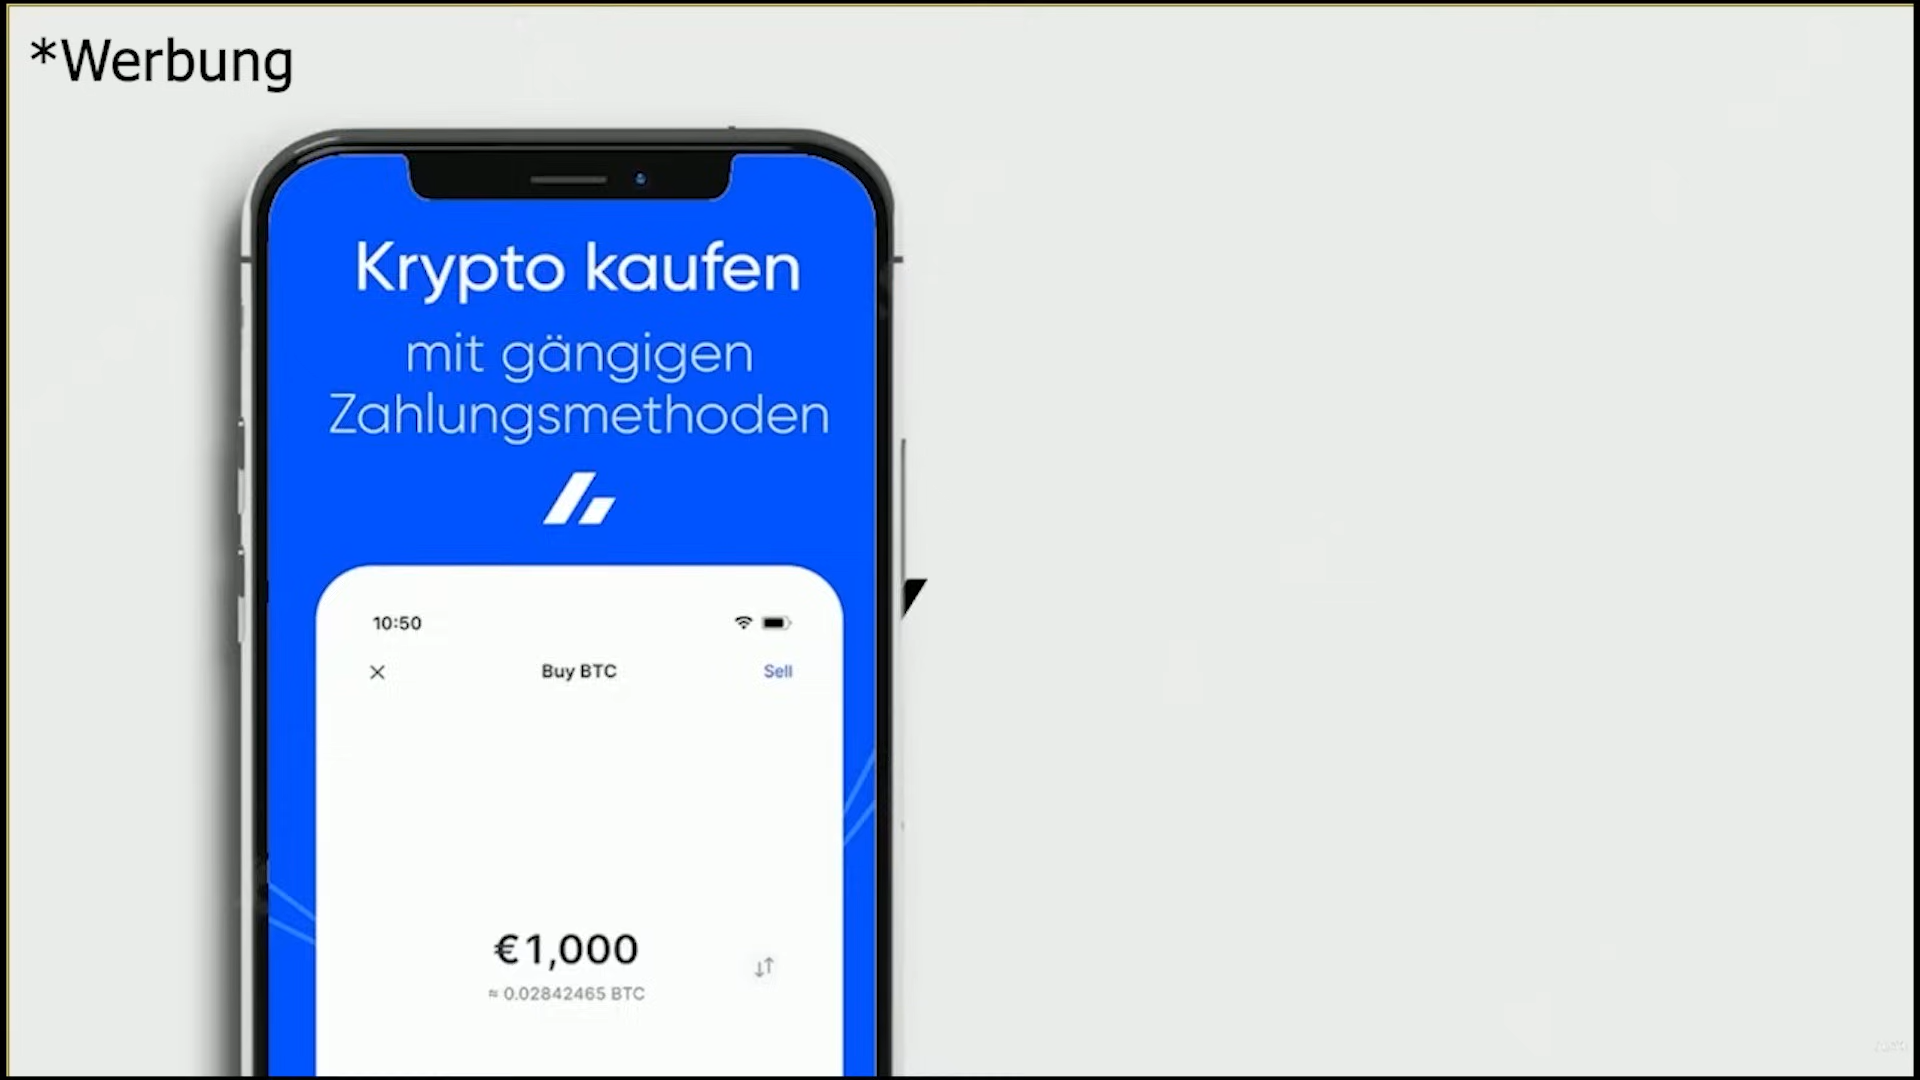 *Werbung
Krypto kaufen
mit gängigen
Zahlungsmethoden
10:50
Buy BTC
Sell
€1,000
≈ 0.02842465 BTC